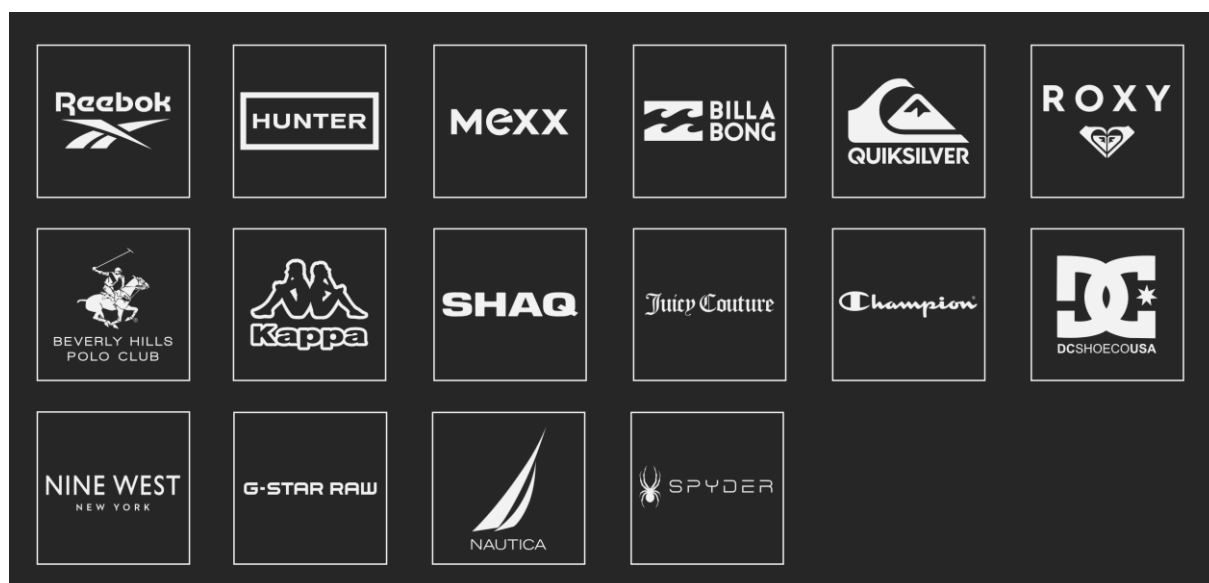 Reebok
HUNTER
Mexx
BILLA
BONG
QUIKSILVER
ROXY
BEVERLY HILLS
POLO CLUB
Kappa
SHAQ
Juicy Couture
Champion
DCSHOECOUSA
NINE WEST
NEW YORK
G-STAR RAW
NAUTICA
SPYDER